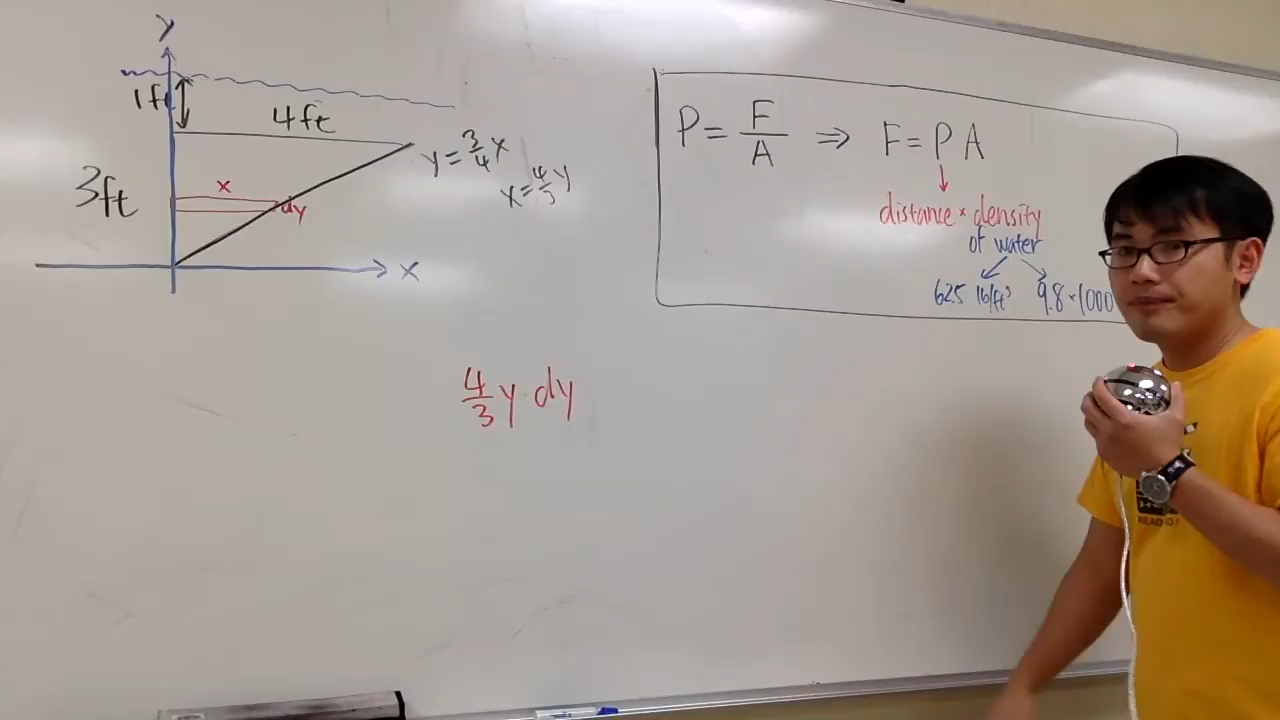 y
1ft
4ft
3ft
x
dy
x
y = 3/4 x
x = 4/3 y
P = F/A ⇒ F = P A
distance × density
of water
62.5 lb/ft³ 9.8 × 1000
4/3 y · dy